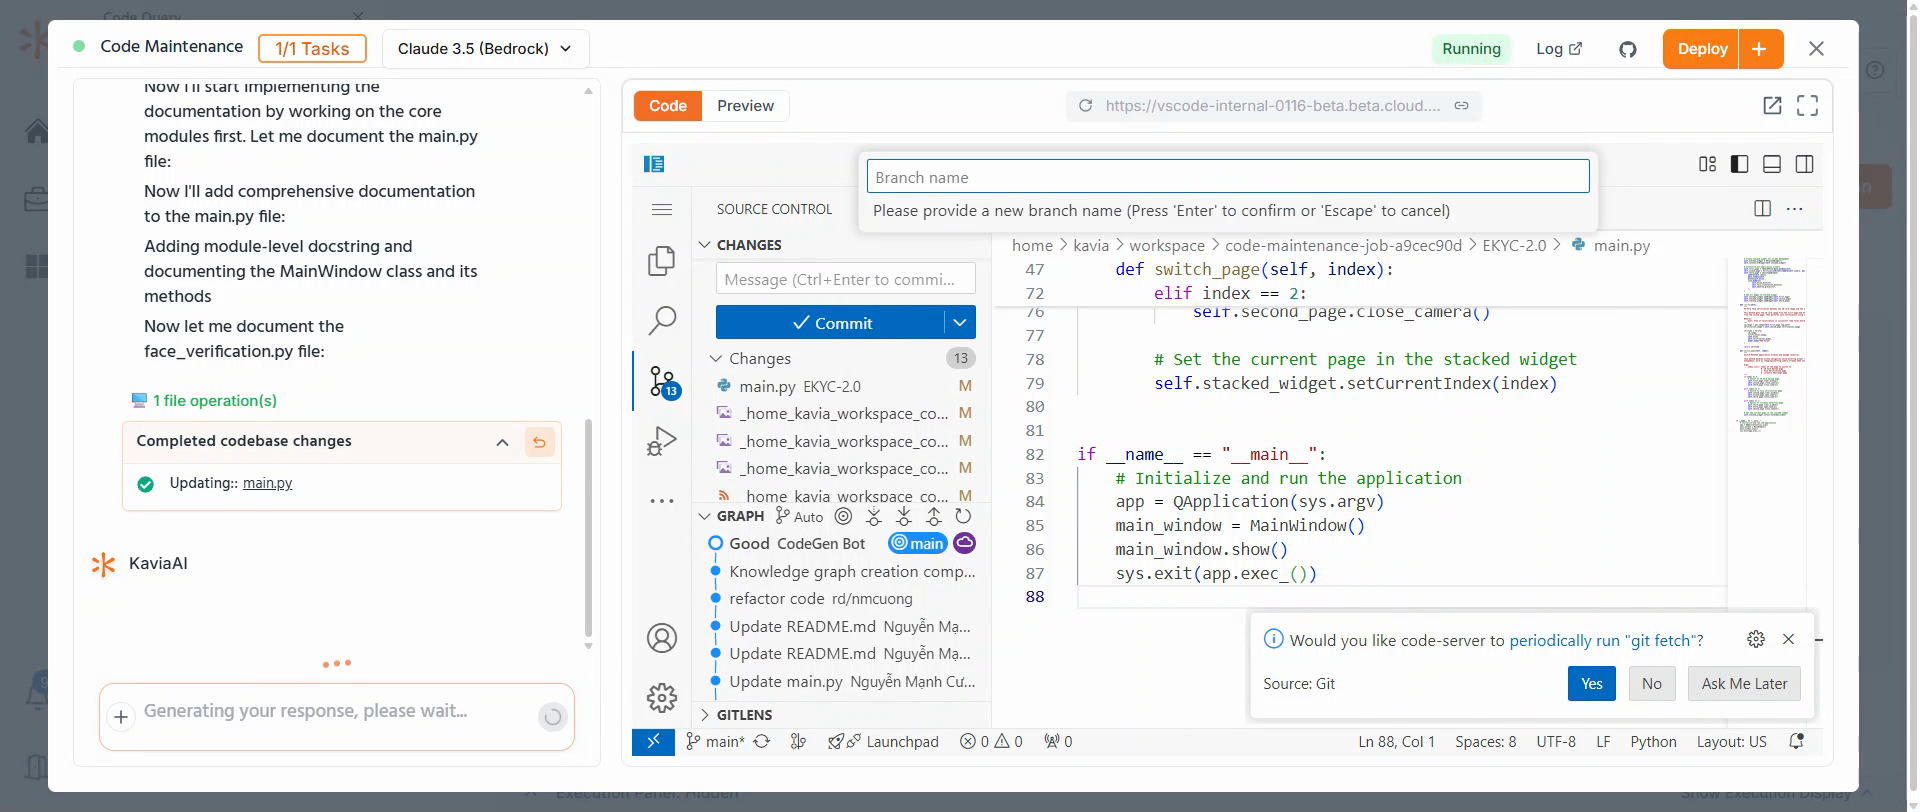 Code Query
Code Maintenance
1/1 Tasks
Claude 3.5 (Bedrock)
Running
Log
Deploy
+
Now I'll start implementing the
documentation by working on the core
modules first. Let me document the main.py
file:
Now I'll add comprehensive documentation
to the main.py file:
Adding module-level docstring and
documenting the MainWindow class and its
methods
Now let me document the
face_verification.py file:
1 file operation(s)
Completed codebase changes
Updating:: main.py
KaviaAI
Generating your response, please wait...
Code
Preview
https://vscode-internal-0116-beta.beta.cloud....
Branch name
Please provide a new branch name (Press 'Enter' to confirm or 'Escape' to cancel)
SOURCE CONTROL
CHANGES
Message (Ctrl+Enter to commi...
Commit
Changes 13
main.py EKYC-2.0 M
_home_kavia_workspace_co... M
_home_kavia_workspace_co... M
_home_kavia_workspace_co... M
_home_kavia_workspace_co... M
13
GRAPH Auto
Good CodeGen Bot main
Knowledge graph creation comp...
refactor code rd/nmcuong
Update README.md Nguyễn Mạ...
Update README.md Nguyễn Mạ...
Update main.py Nguyễn Mạnh Cư...
GITLENS
home > kavia > workspace > code-maintenance-job-a9cec90d > EKYC-2.0 > main.py
47 def switch_page(self, index):
72 elif index == 2:
76 self.second_page.close_camera()
77
78 # Set the current page in the stacked widget
79 self.stacked_widget.setCurrentIndex(index)
80
81
82 if __name__ == "__main__":
83 # Initialize and run the application
84 app = QApplication(sys.argv)
85 main_window = MainWindow()
86 main_window.show()
87 sys.exit(app.exec_())
88
Would you like code-server to periodically run "git fetch"?
Source: Git
Yes
No
Ask Me Later
main*
Launchpad
0 0
0
Ln 88, Col 1
Spaces: 8
UTF-8
LF
Python
Layout: US
Execution Panel: Hidden
Show Execution Display